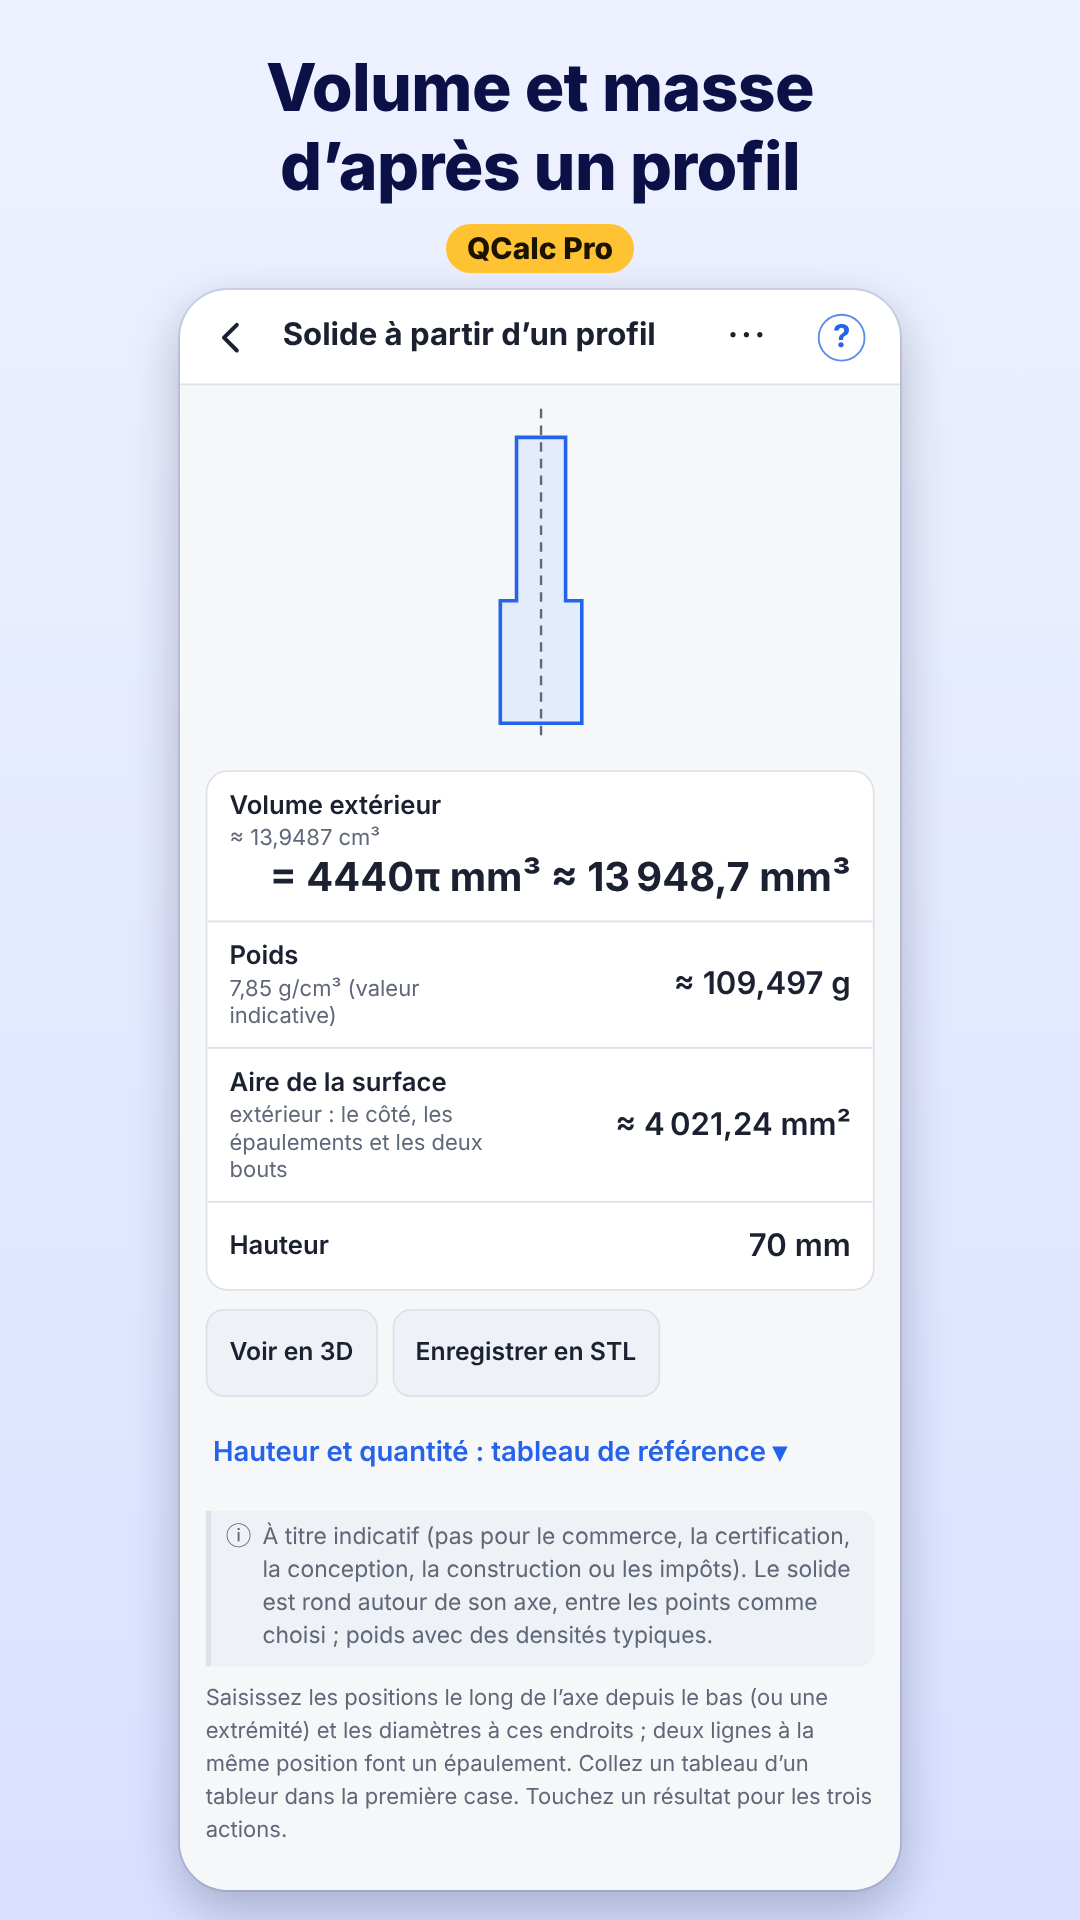 Volume et masse
d’après un profil
QCalc Pro
Solide à partir d’un profil
···
?
Volume extérieur
≈ 13,9487 cm³
= 4440π mm³ ≈ 13 948,7 mm³
Poids
7,85 g/cm³ (valeur
indicative)
≈ 109,497 g
Aire de la surface
extérieur : le côté, les
épaulements et les deux
bouts
≈ 4 021,24 mm²
Hauteur
70 mm
Voir en 3D
Enregistrer en STL
Hauteur et quantité : tableau de référence ▾
ⓘ À titre indicatif (pas pour le commerce, la certification,
la conception, la construction ou les impôts). Le solide
est rond autour de son axe, entre les points comme
choisi ; poids avec des densités typiques.
Saisissez les positions le long de l’axe depuis le bas (ou une
extrémité) et les diamètres à ces endroits ; deux lignes à la
même position font un épaulement. Collez un tableau d’un
tableur dans la première case. Touchez un résultat pour les trois
actions.